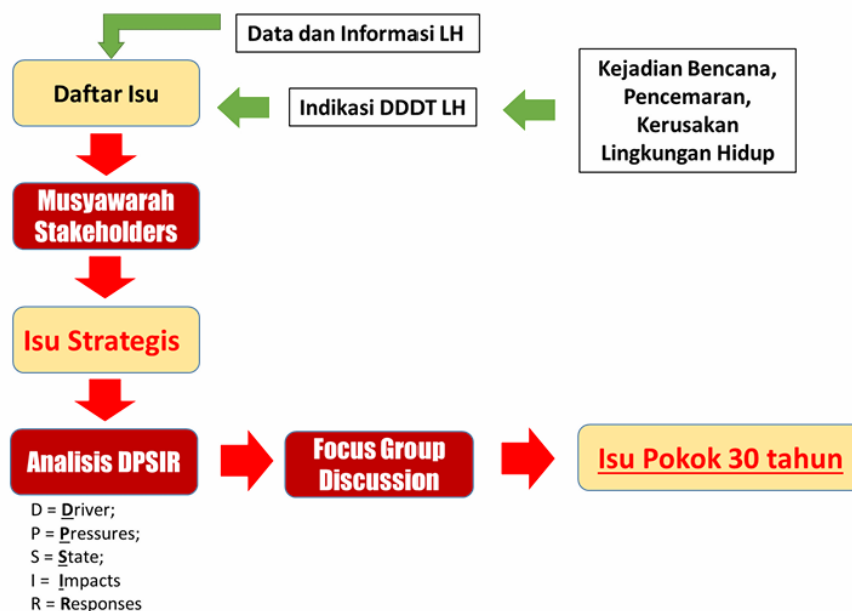 Data dan Informasi LH
Daftar Isu
Indikasi DDDT LH
Kejadian Bencana,
Pencemaran,
Kerusakan
Lingkungan Hidup
Musyawarah
Stakeholders
Isu Strategis
Analisis DPSIR
Focus Group
Discussion
Isu Pokok 30 tahun
D = Driver;
P = Pressures;
S = State;
I = Impacts
R = Responses